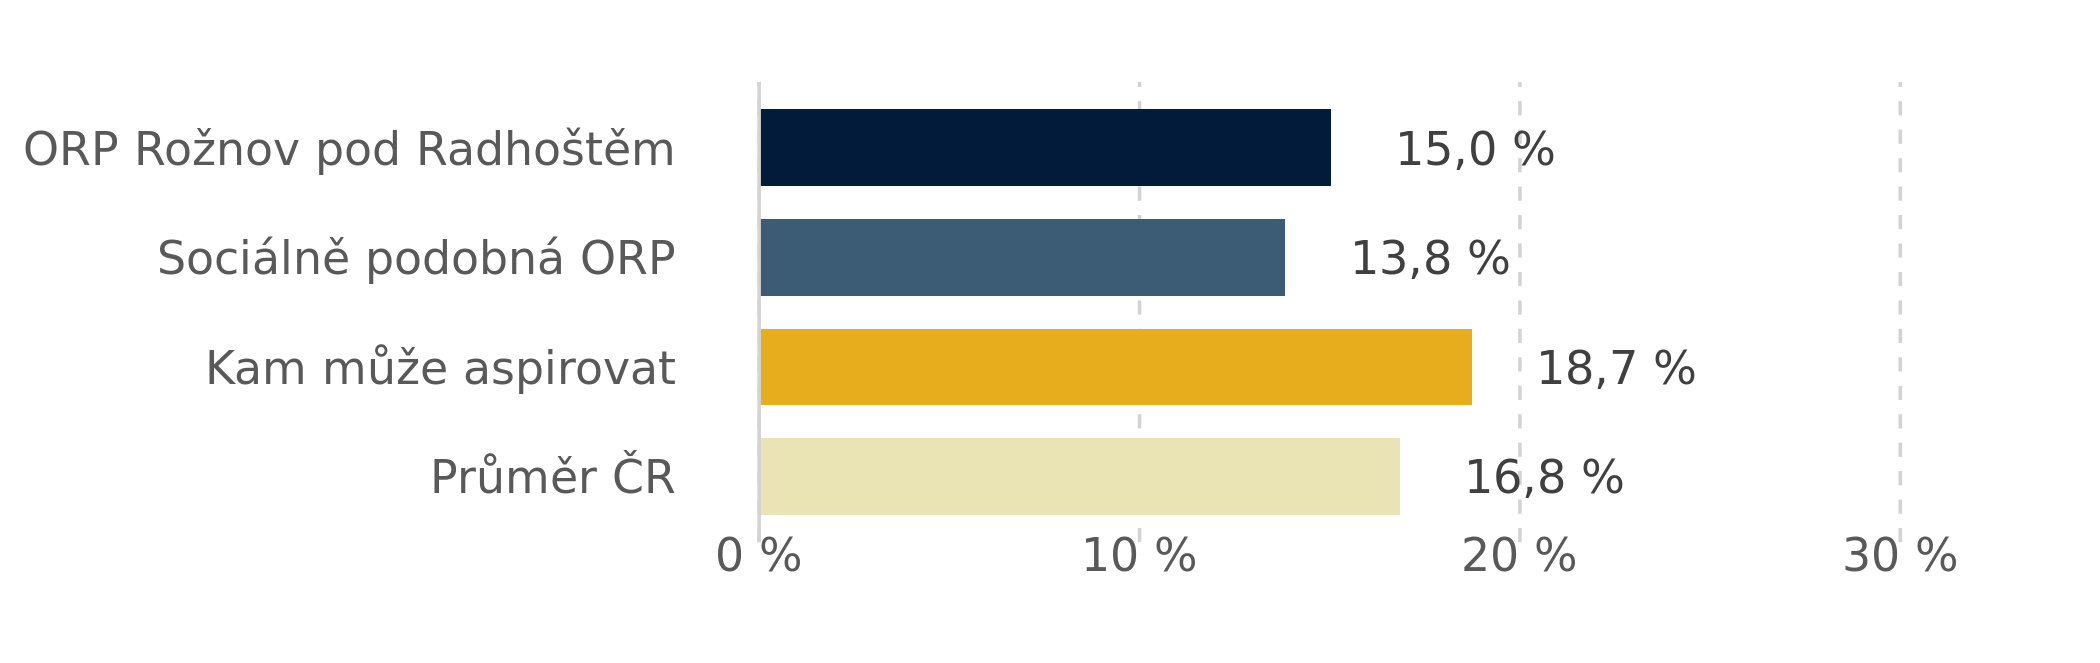 ORP Rožnov pod Radhoštěm 15,0 %
Sociálně podobná ORP 13,8 %
Kam může aspirovat 18,7 %
Průměr ČR 16,8 %
0 % 10 % 20 % 30 %